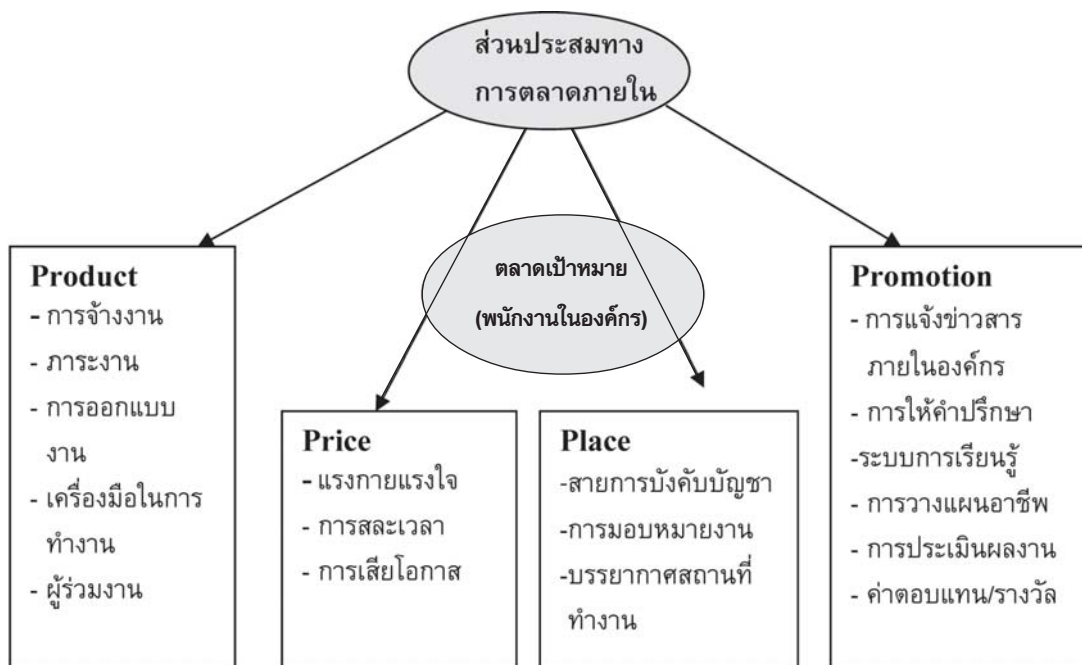 ส่วนประสมทาง
การตลาดภายใน
ตลาดเป้าหมาย
(พนักงานในองค์กร)
Product
- การจ้างงาน
- ภาระงาน
- การออกแบบ
งาน
- เครื่องมือในการ
ทำงาน
- ผู้ร่วมงาน
Price
- แรงกายแรงใจ
- การสละเวลา
- การเสียโอกาส
Place
-สายการบังคับบัญชา
-การมอบหมายงาน
-บรรยากาศสถานที่
ทำงาน
Promotion
- การแจ้งข่าวสาร
ภายในองค์กร
- การให้คำปรึกษา
-ระบบการเรียนรู้
- การวางแผนอาชีพ
- การประเมินผลงาน
- ค่าตอบแทน/รางวัล